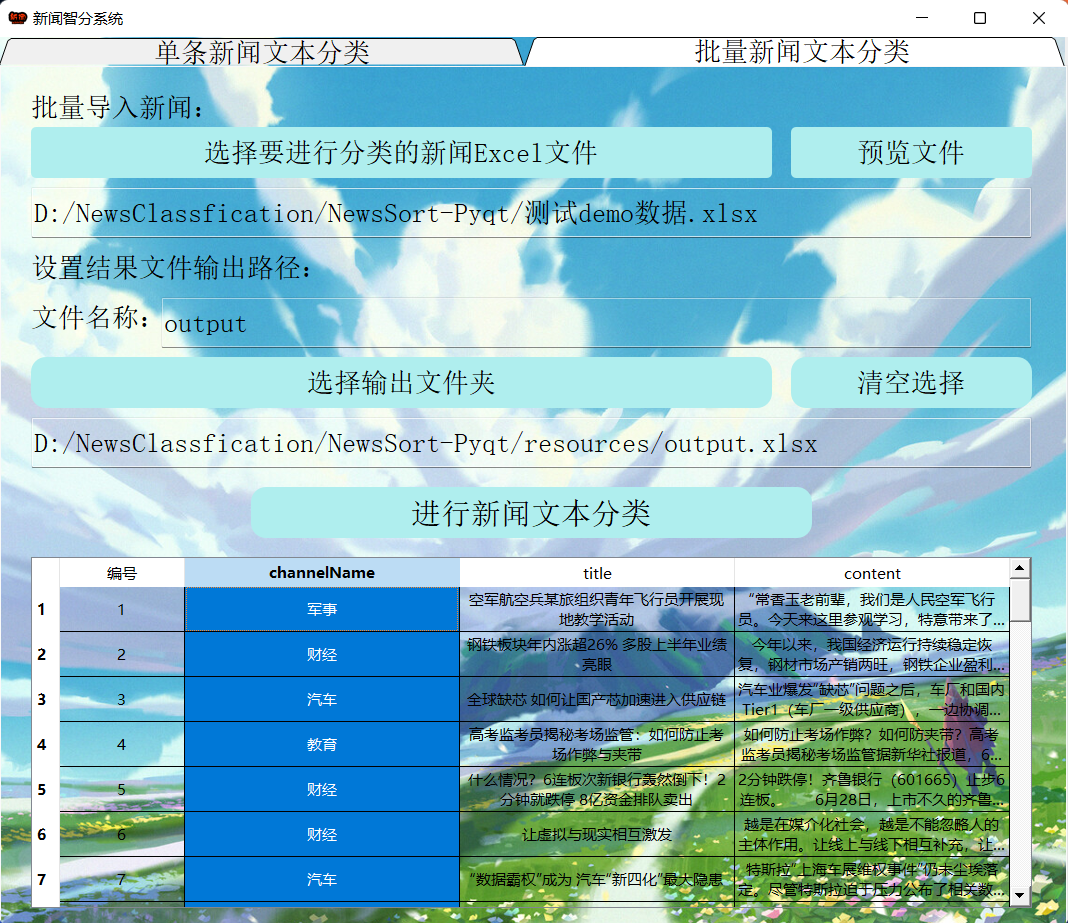 新闻智分系统
单条新闻文本分类
批量新闻文本分类
批量导入新闻：
选择要进行分类的新闻Excel文件
预览文件
D:/NewsClassfication/NewsSort-Pyqt/测试demo数据.xlsx
设置结果文件输出路径：
文件名称：
output
选择输出文件夹
清空选择
D:/NewsClassfication/NewsSort-Pyqt/resources/output.xlsx
进行新闻文本分类
编号 channelName title content
1 1 军事
空军航空兵某旅组织青年飞行员开展现
地教学活动
“常香玉老前辈，我们是人民空军飞行
员。今天来这里参观学习，特意带来了...
2 2 财经
钢铁板块年内涨超26% 多股上半年业绩
亮眼
今年以来，我国经济运行持续稳定恢
复，钢材市场产销两旺，钢铁企业盈利...
3 3 汽车
全球缺芯 如何让国产芯加速进入供应链
汽车业爆发“缺芯”问题之后，车厂和国内
Tier1（车厂一级供应商），一边协调...
4 4 教育
高考监考员揭秘考场监管：如何防止考
场作弊与夹带
如何防止考场作弊？如何防夹带？高考
监考员揭秘考场监管据新华社报道，6...
5 5 财经
什么情况？6连板次新银行轰然倒下！2
分钟就跌停 8亿资金排队卖出
2分钟跌停！齐鲁银行（601665）止步6
连板。 6月28日，上市不久的齐鲁...
6 6 财经
让虚拟与现实相互激发
越是在媒介化社会，越是不能忽略人的
主体作用。让线上与线下相互补充，让...
7 7 汽车
“数据霸权”成为 汽车“新四化”最大隐患
特斯拉“上海车展维权事件”仍未尘埃落
定。尽管特斯拉迫于压力公布了相关数...